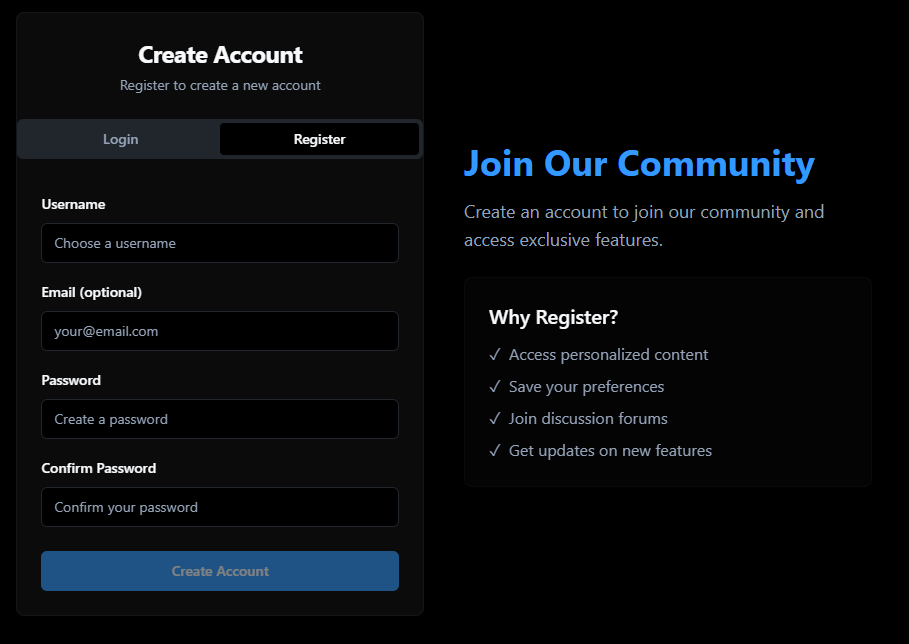 Create Account
Register to create a new account
Login
Register
Username
Choose a username
Email (optional)
your@email.com
Password
Create a password
Confirm Password
Confirm your password
Create Account
Join Our Community
Create an account to join our community and
access exclusive features.
Why Register?
✓ Access personalized content
✓ Save your preferences
✓ Join discussion forums
✓ Get updates on new features